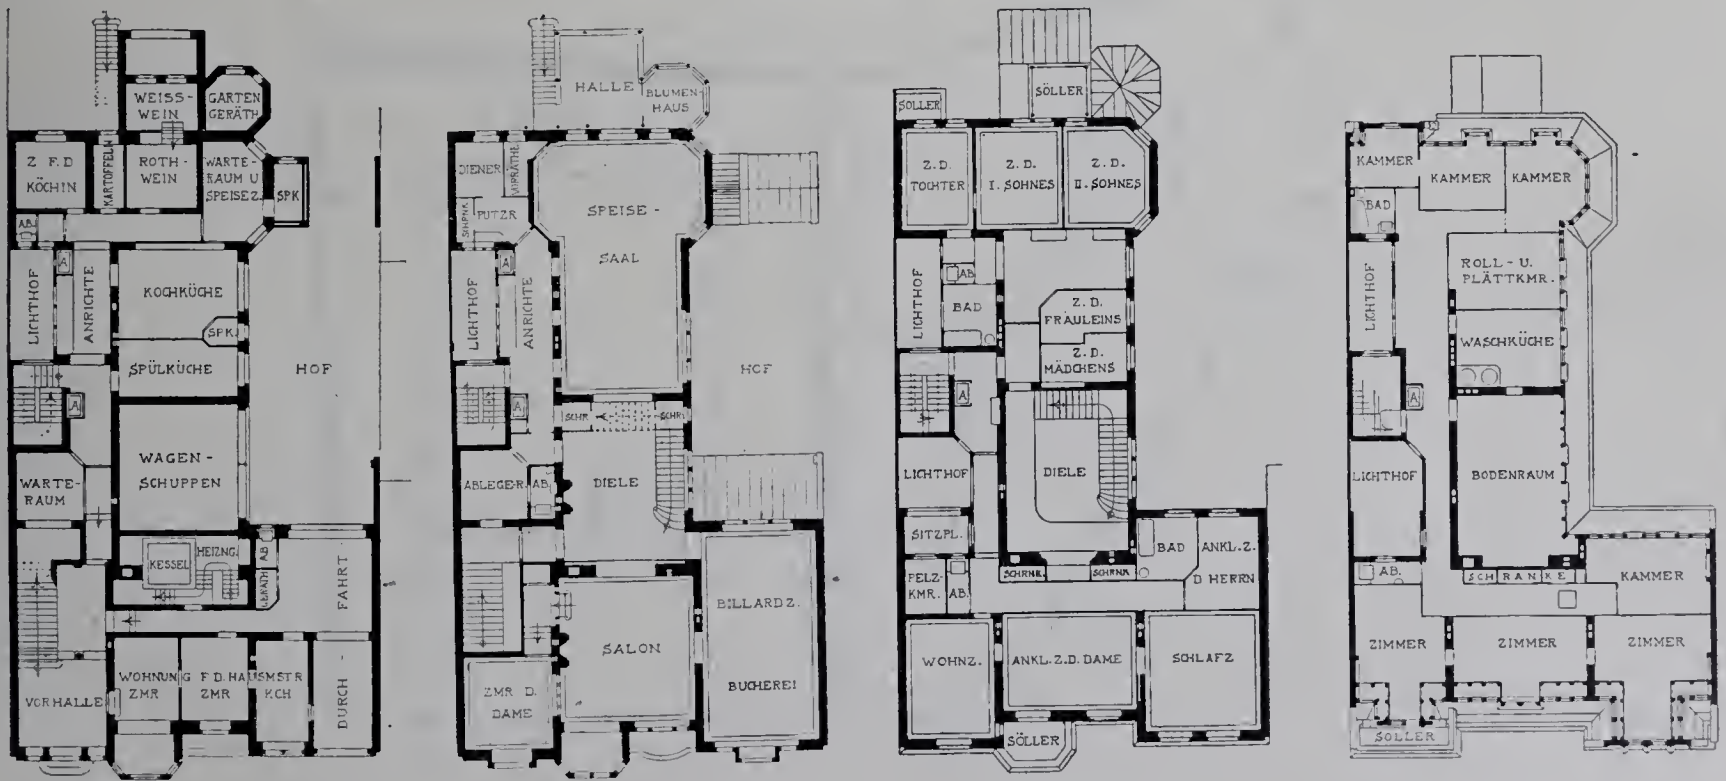 WEISS-
WEIN
GARTEN
GERÄTH
Z F.D
KÖCHIN
KARTOFFELN
ROTH-
WEIN
WARTE-
RAUM U
SPEISEZ.
SPK
AB.
LICHTHOF
A
ANRICHTE
KOCHKÜCHE
SPK.
SPÜLKÜCHE
HOF
A
WAGEN-
SCHUPPEN
WARTE-
RAUM
KESSEL
HEIZNG.
AB
GERÄTH
DURCH-
FAHRT
VORHALLE
WOHNUNG F D. HAUSMSTR
ZMR
ZMR
KCH
HALLE
BLUMEN
HAUS
DIENER
VORRÄTHE
SCHRNK
PUTZR
SPEISE-
SAAL
LICHTHOF
A
ANRICHTE
HOF
A
SCHR
SCHR
ABLEGER.
AB
DIELE
SALON
BILLARDZ.
BUCHEREI
ZMR D.
DAME
SÖLLER
SÖLLER
Z. D.
TOCHTER
Z. D.
I. SOHNES
Z. D.
II. SOHNES
LICHTHOF
AB
BAD
Z. D.
FRÄULEINS
Z. D.
MÄDCHENS
A
LICHTHOF
DIELE
SITZPL.
PELZ-
KMR.
AB.
SCHRNK.
SCHRNK
BAD
ANKL. Z.
D HERRN
WOHNZ.
ANKL. Z. D. DAME
SCHLAFZ
SÖLLER
KAMMER
KAMMER
KAMMER
BAD
LICHTHOF
ROLL- U.
PLÄTTKMR.
WASCHKÜCHE
A
LICHTHOF
BODENRAUM
AB.
SCHRANKE
KAMMER
ZIMMER
ZIMMER
ZIMMER
SOLLER